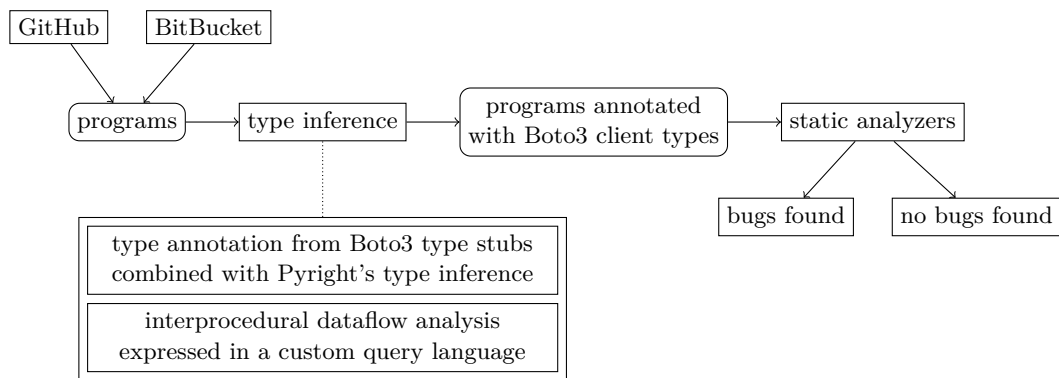 GitHub
BitBucket
programs
type inference
programs annotated
with Boto3 client types
static analyzers
bugs found
no bugs found
type annotation from Boto3 type stubs
combined with Pyright's type inference
interprocedural dataflow analysis
expressed in a custom query language